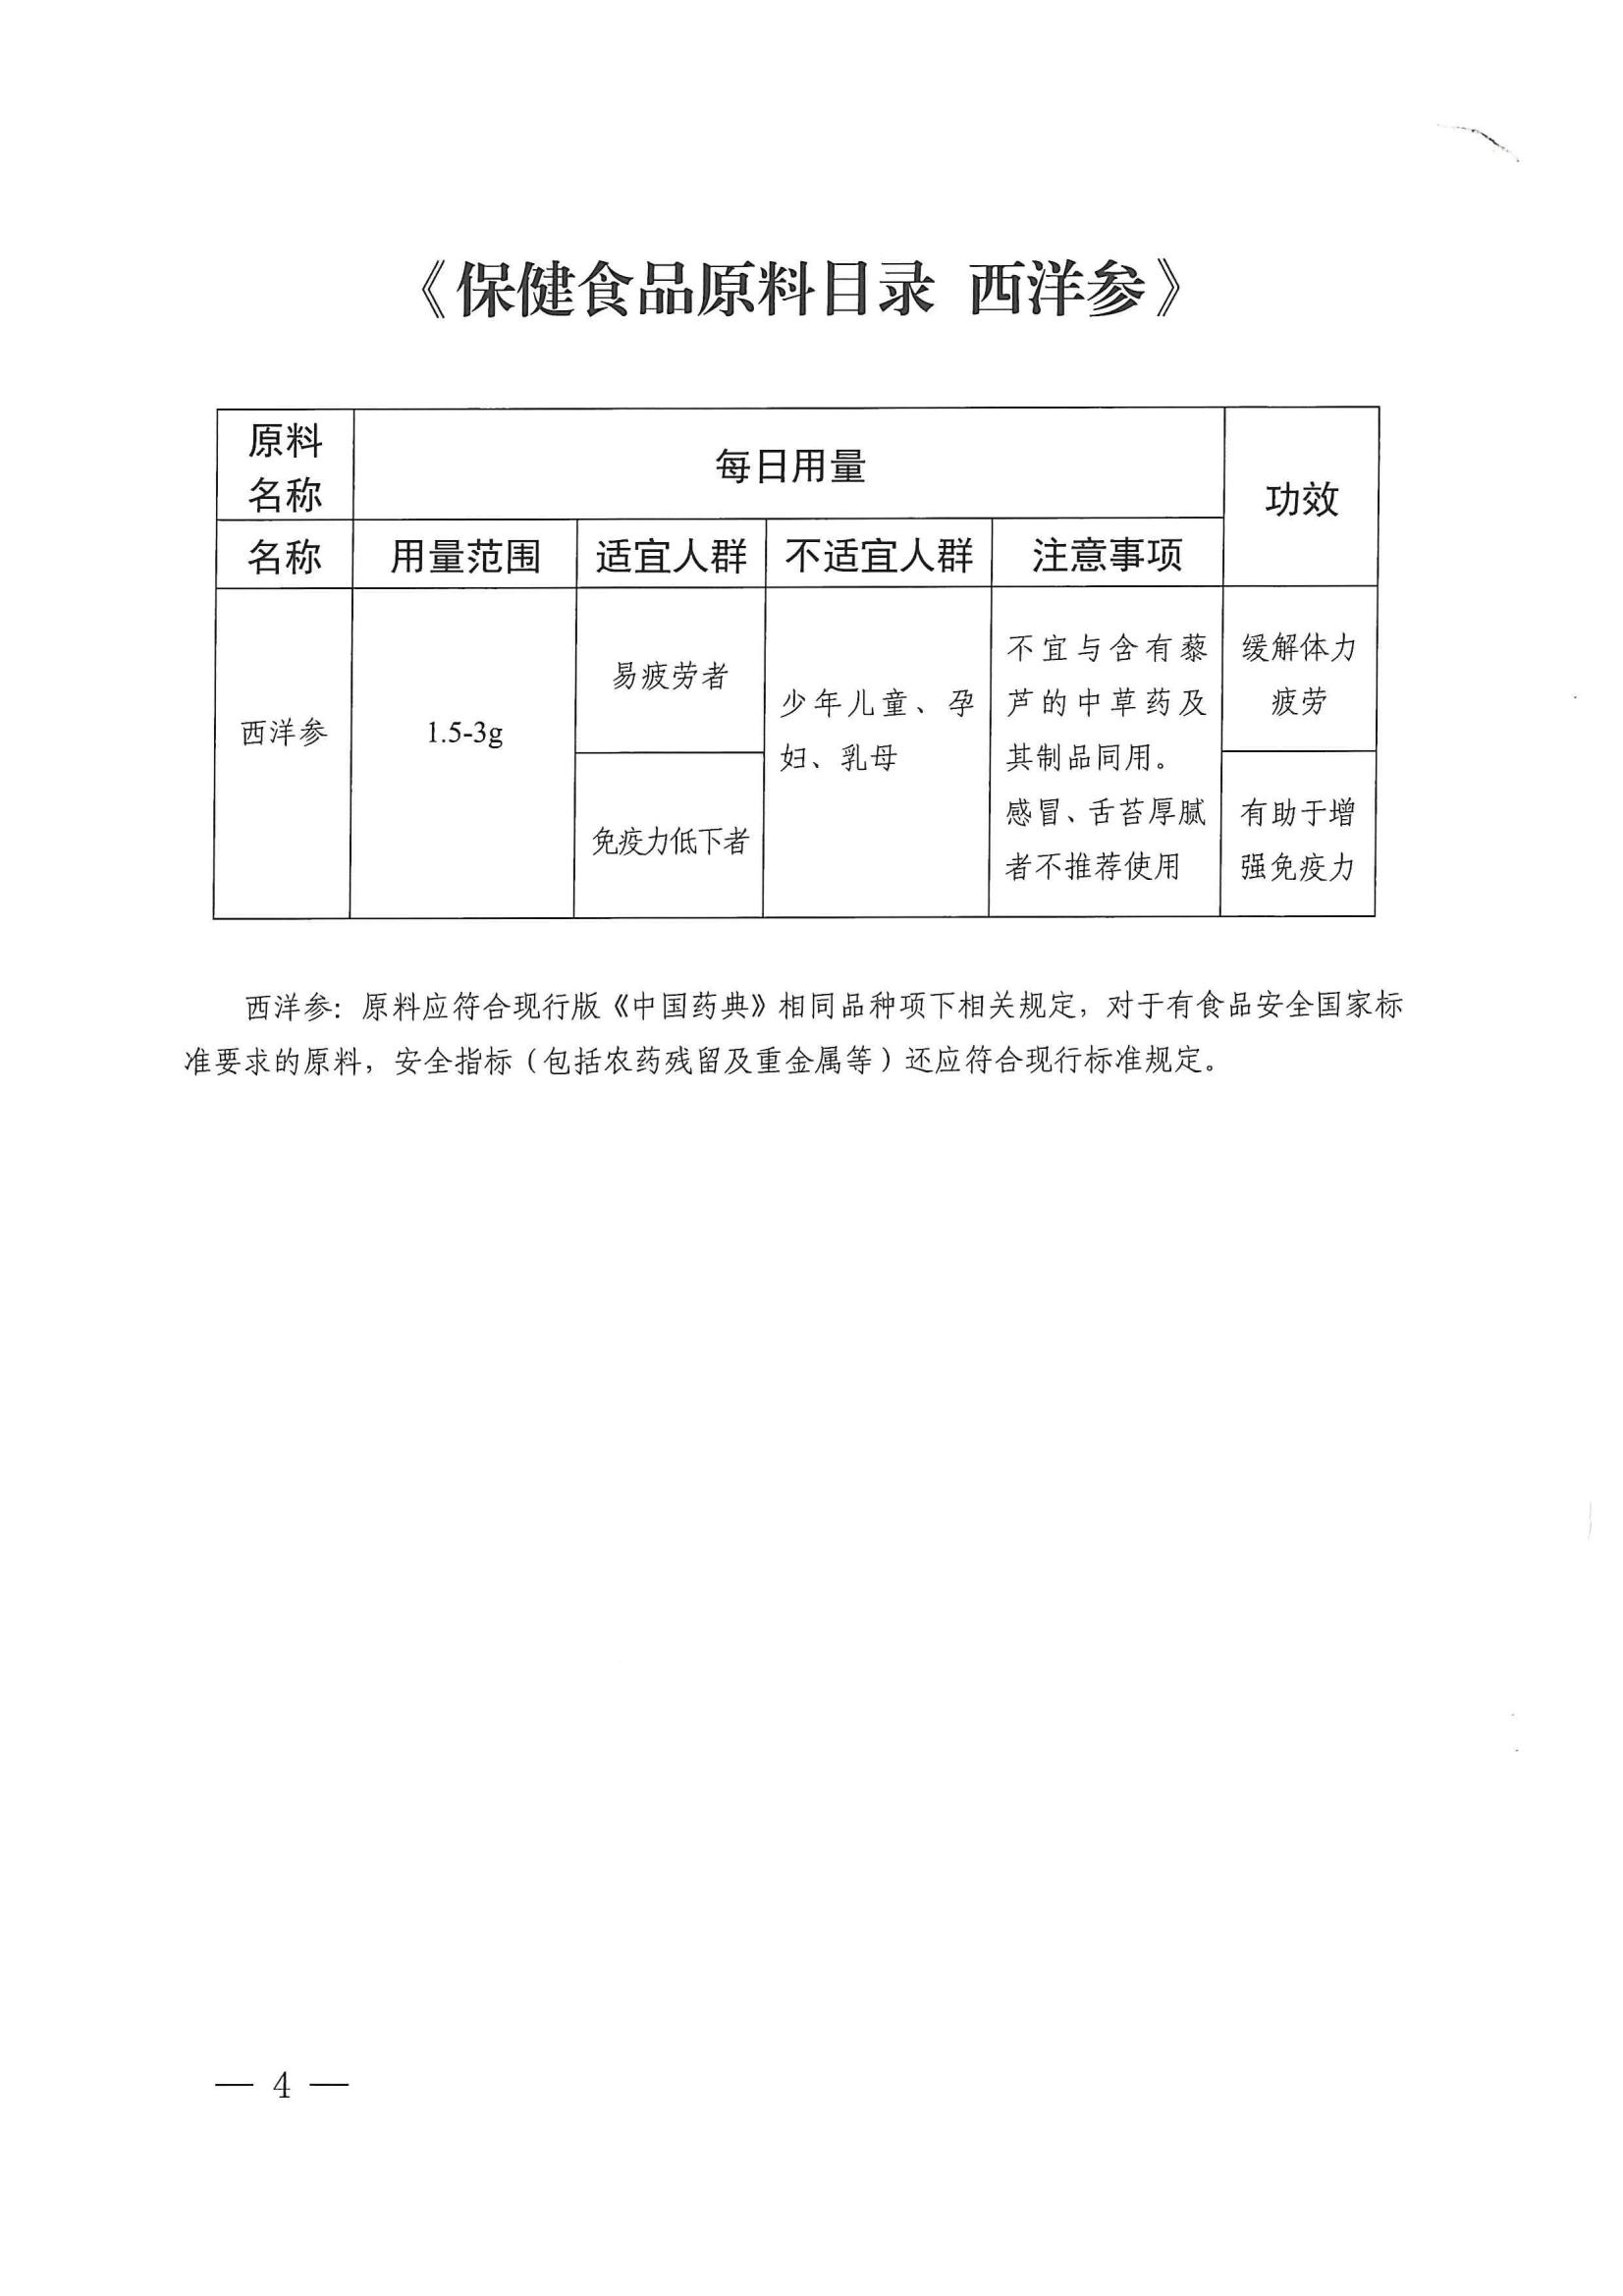 《保健食品原料目录 西洋参》
原料
名称
每日用量
功效
名称
用量范围
适宜人群
不适宜人群
注意事项
西洋参
1.5-3g
易疲劳者
免疫力低下者
少年儿童、孕
妇、乳母
不宜与含有藜
芦的中草药及
其制品同用。
感冒、舌苔厚腻
者不推荐使用
缓解体力
疲劳
有助于增
强免疫力
西洋参：原料应符合现行版《中国药典》相同品种项下相关规定，对于有食品安全国家标
准要求的原料，安全指标（包括农药残留及重金属等）还应符合现行标准规定。
— 4 —